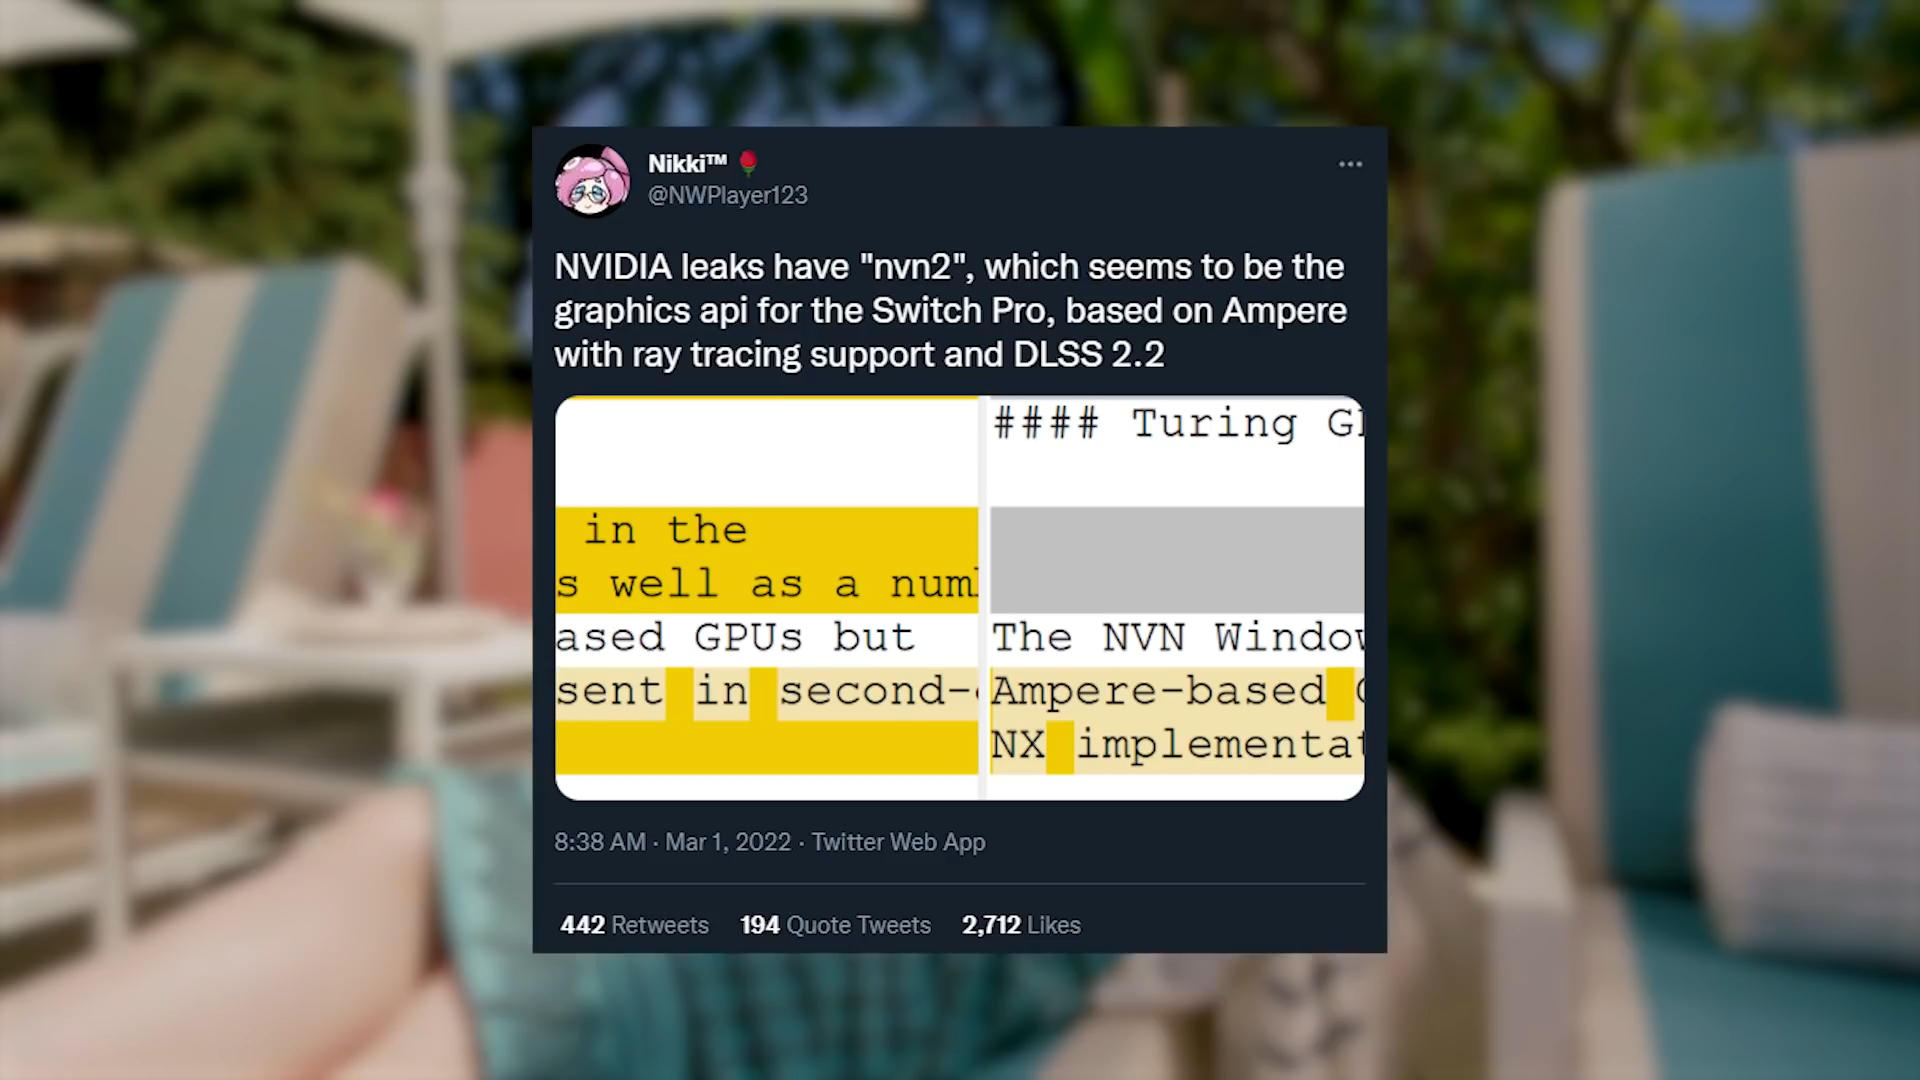 Nikki™
@NWPlayer123
NVIDIA leaks have "nvn2", which seems to be the
graphics api for the Switch Pro, based on Ampere
with ray tracing support and DLSS 2.2
#### Turing
in the
s well as a
ased GPUs but
The NVN
sent in second-
Ampere-based
NX
8:38 AM · Mar 1, 2022 · Twitter Web App
442 Retweets 194 Quote Tweets 2,712 Likes